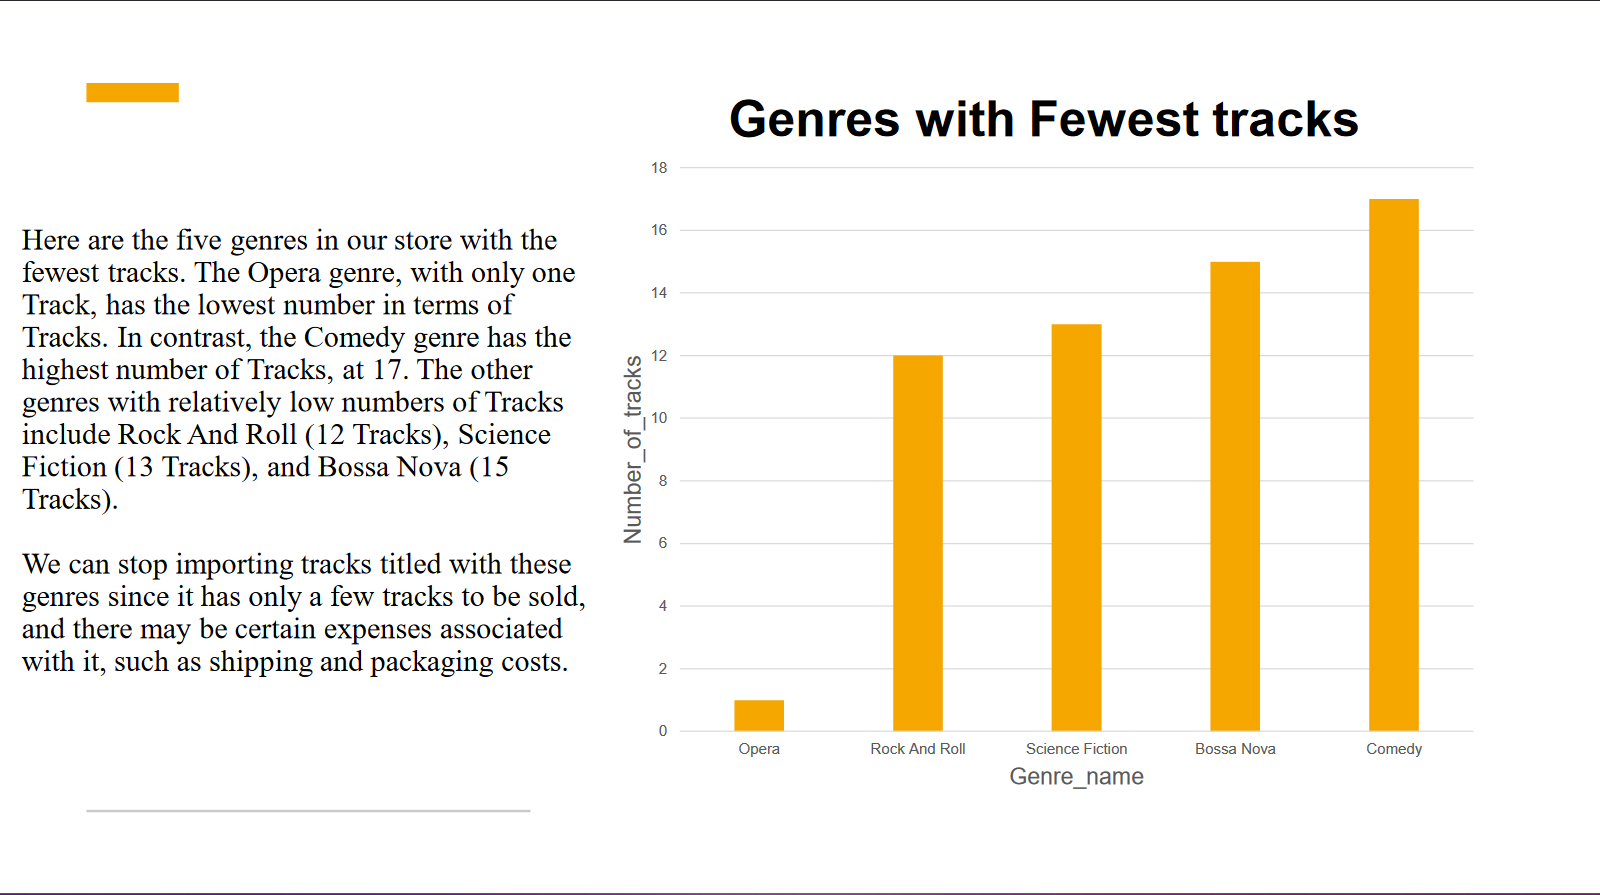 Genres with Fewest tracks
Here are the five genres in our store with the
fewest tracks. The Opera genre, with only one
Track, has the lowest number in terms of
Tracks. In contrast, the Comedy genre has the
highest number of Tracks, at 17. The other
genres with relatively low numbers of Tracks
include Rock And Roll (12 Tracks), Science
Fiction (13 Tracks), and Bossa Nova (15
Tracks).
We can stop importing tracks titled with these
genres since it has only a few tracks to be sold,
and there may be certain expenses associated
with it, such as shipping and packaging costs.
Number_of_tracks
18
16
14
12
10
8
6
4
2
0
Opera Rock And Roll Science Fiction Bossa Nova Comedy
Genre_name